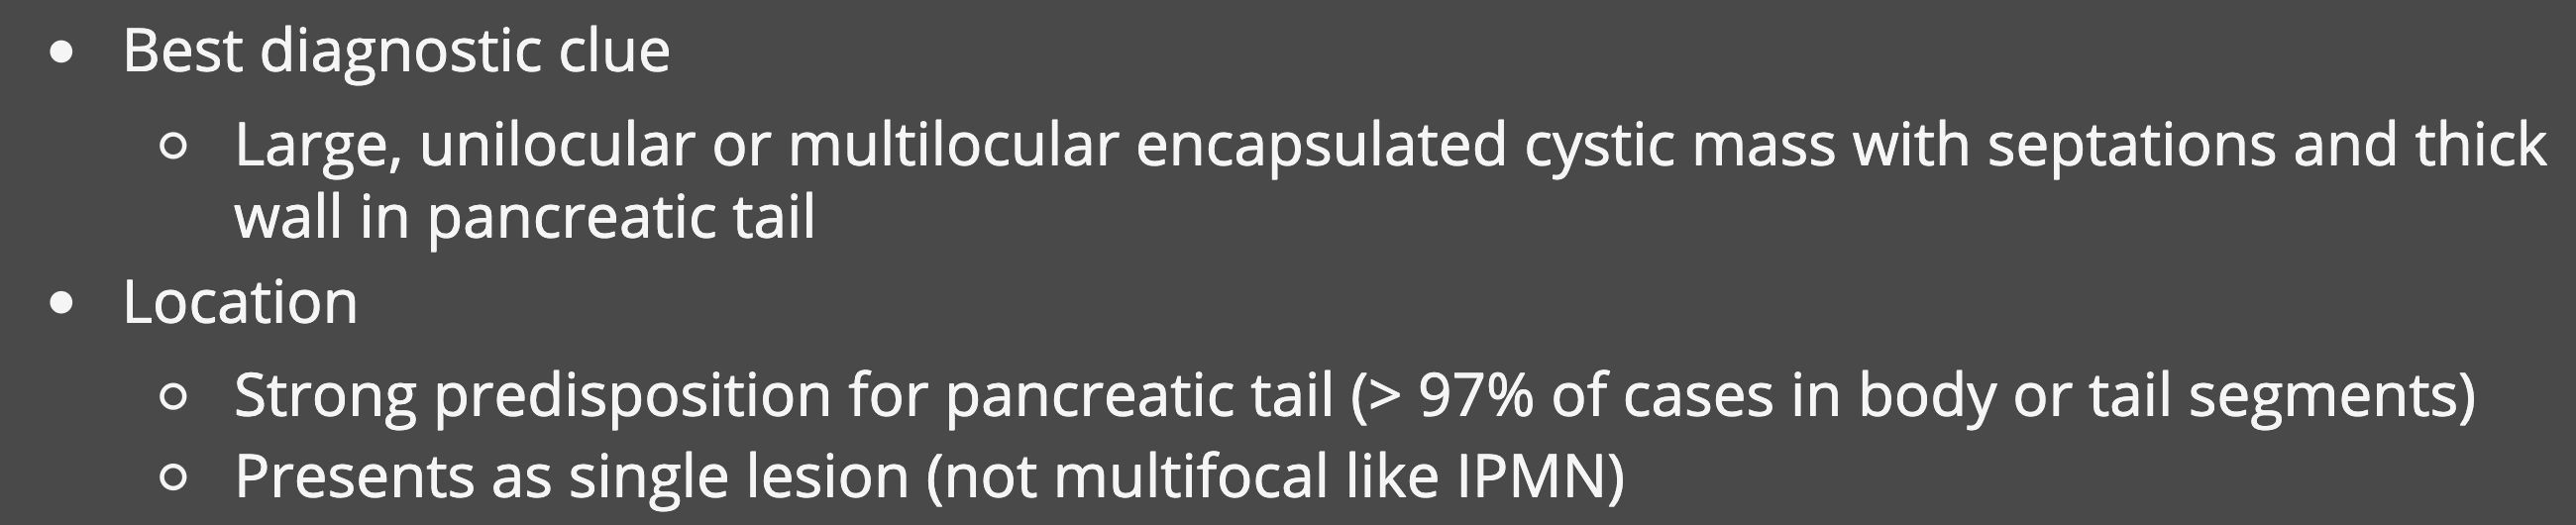 • Best diagnostic clue
○ Large, unilocular or multilocular encapsulated cystic mass with septations and thick
wall in pancreatic tail
• Location
○ Strong predisposition for pancreatic tail (> 97% of cases in body or tail segments)
○ Presents as single lesion (not multifocal like IPMN)